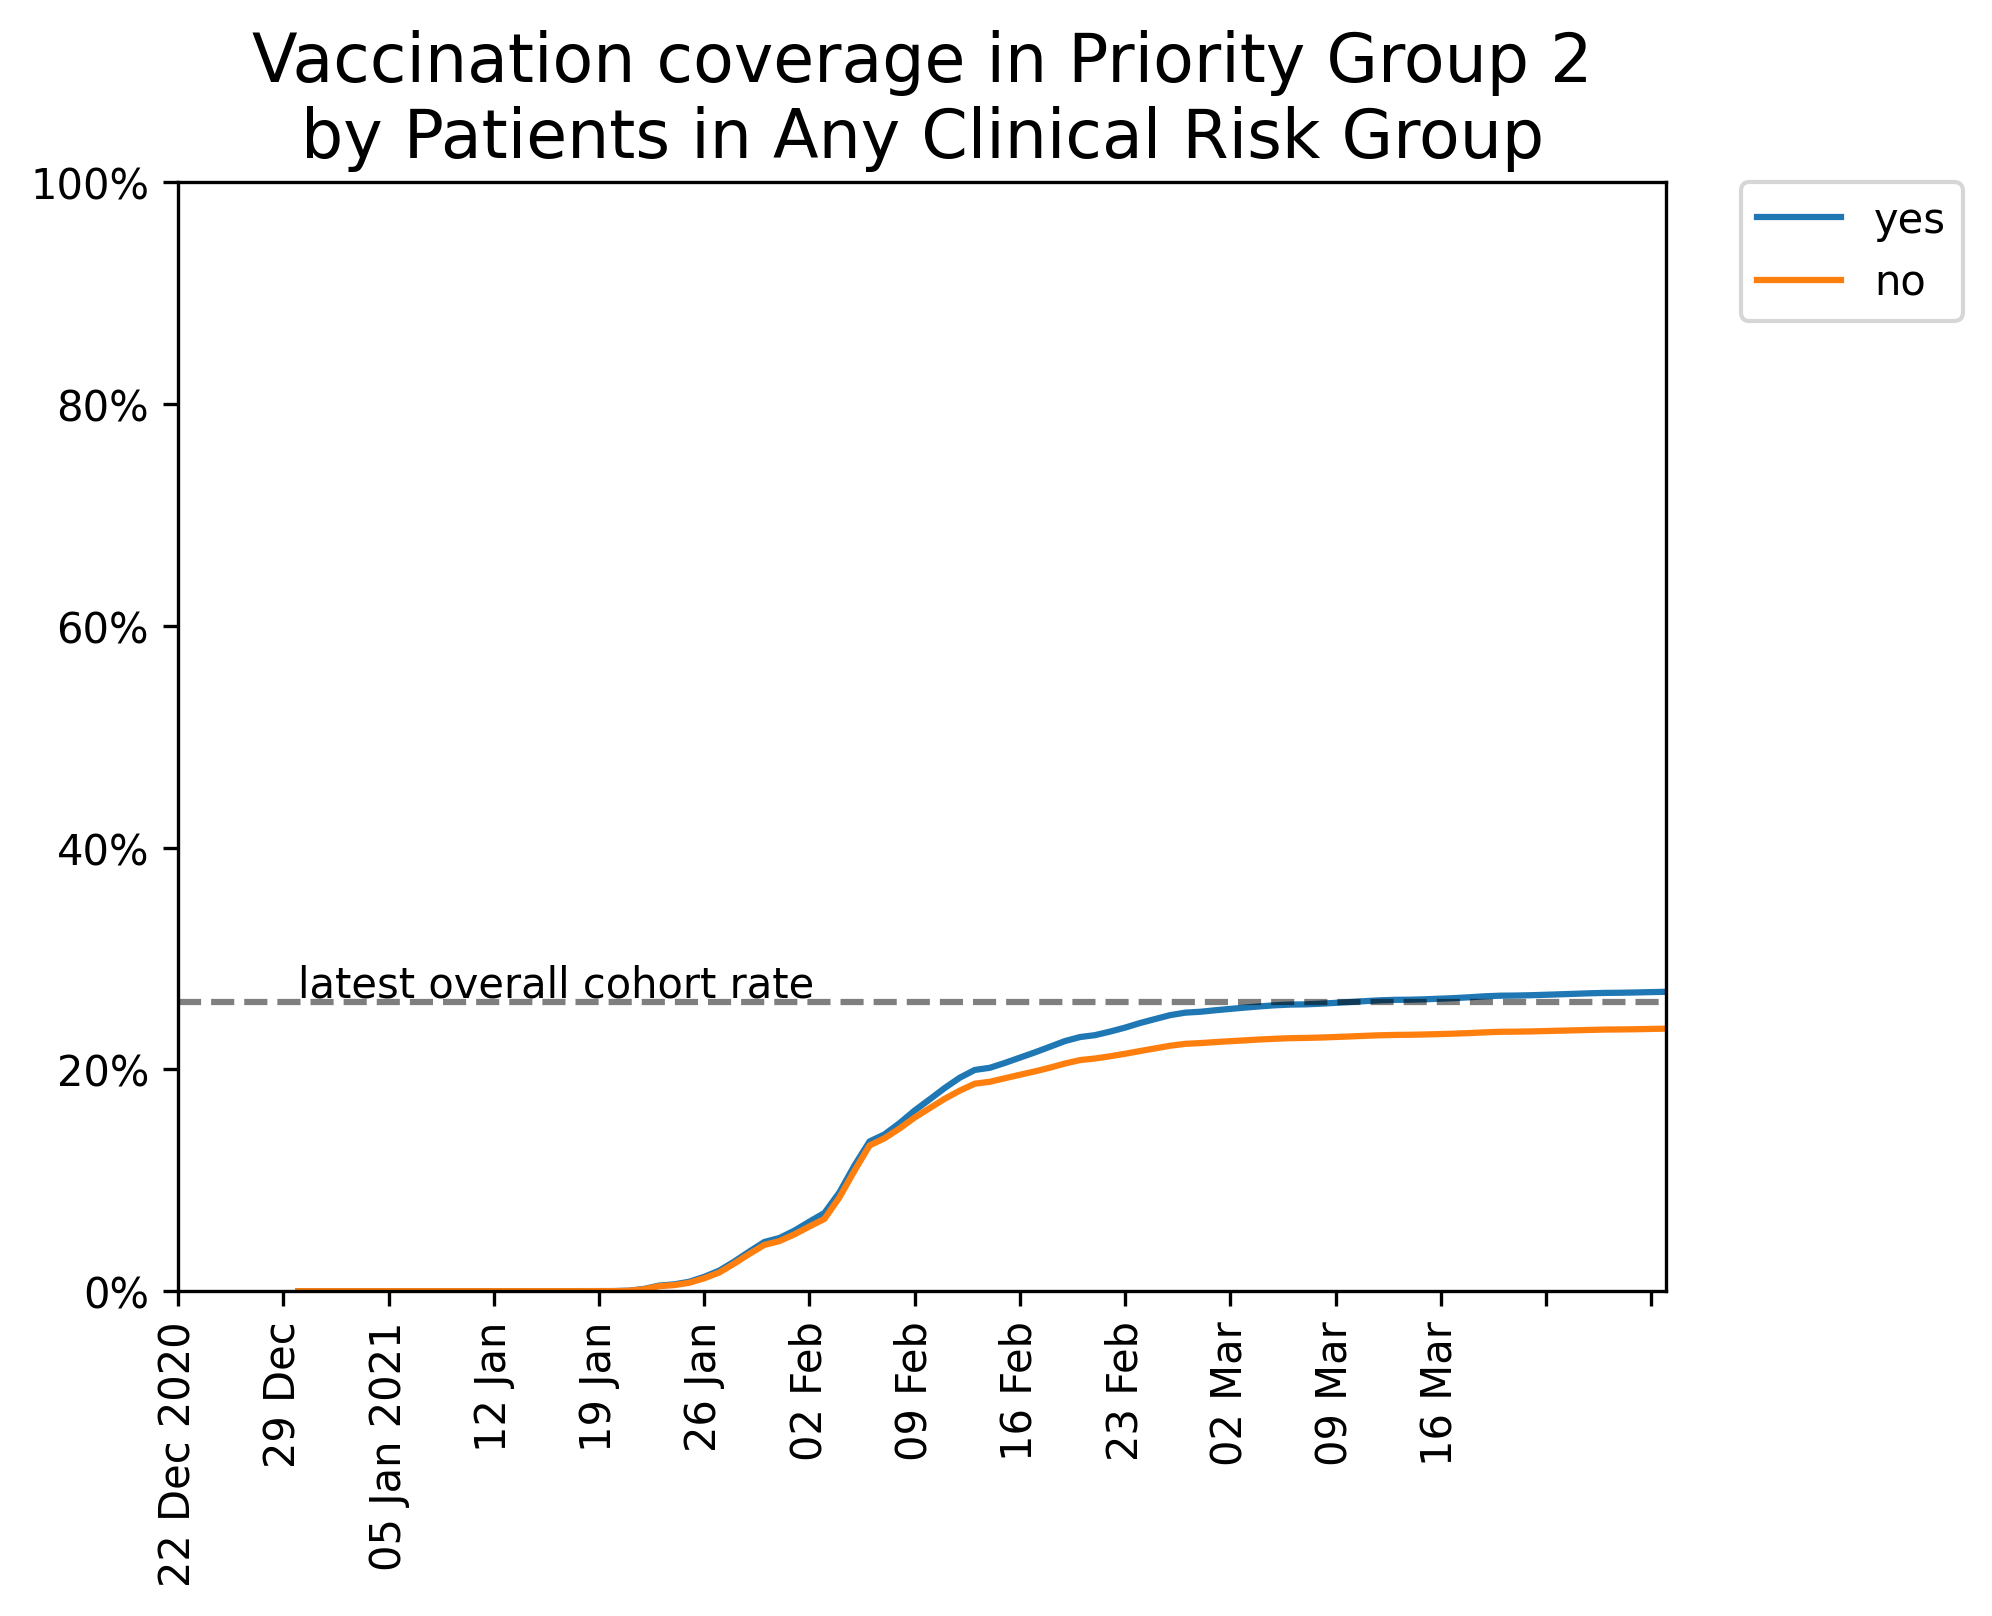 Vaccination coverage in Priority Group 2
by Patients in Any Clinical Risk Group
100%
80%
60%
40%
20%
0%
latest overall cohort rate
yes
no
22 Dec 2020
29 Dec
05 Jan 2021
12 Jan
19 Jan
26 Jan
02 Feb
09 Feb
16 Feb
23 Feb
02 Mar
09 Mar
16 Mar